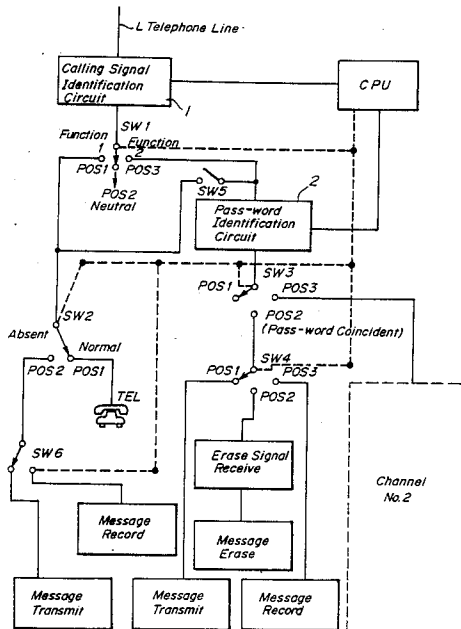 L Telephone Line
Calling Signal
Identification
Circuit
CPU
1
SW1
Function
1
Function
2
POS1
POS3
POS2
Neutral
SW5
2
Pass-word
Identification
Circuit
SW3
POS1
POS3
POS2
(Pass-word Coincident)
SW2
Absent
Normal
POS2
POS1
TEL
SW4
POS1
POS3
POS2
SW6
Erase Signal
Receive
Channel
No.2
Message
Record
Message
Erase
Message
Transmit
Message
Transmit
Message
Record